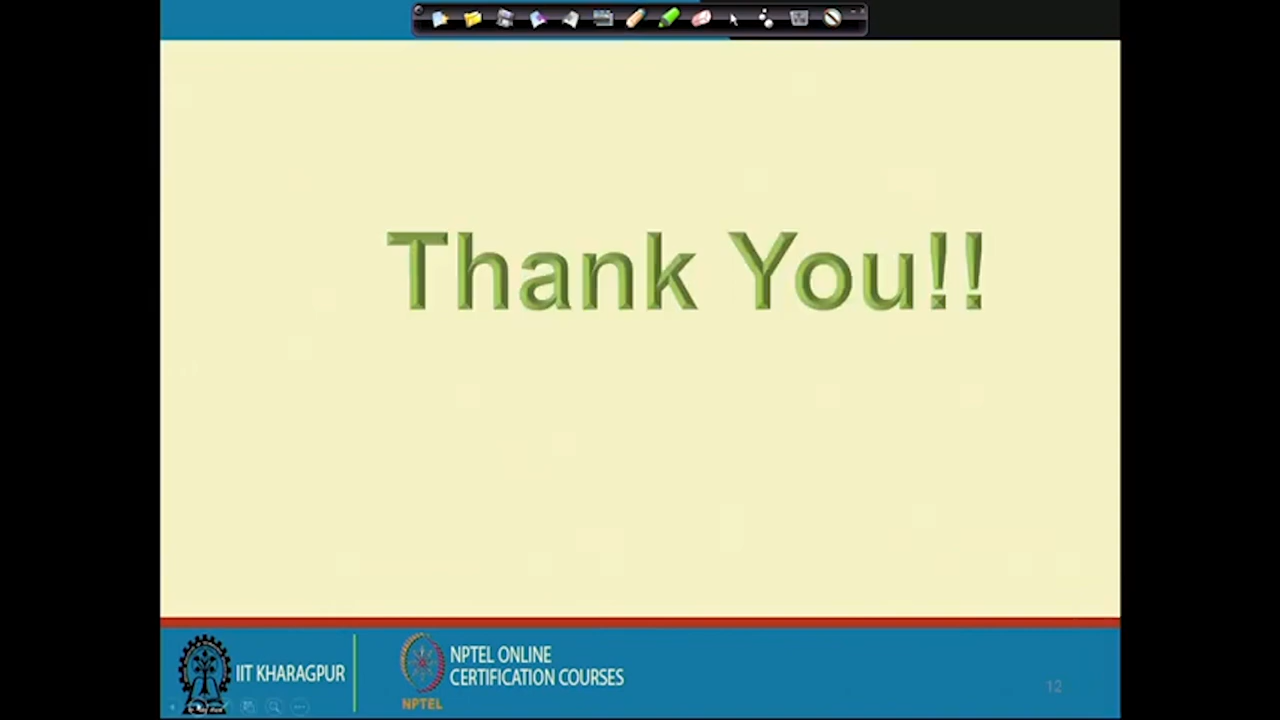 Thank You!!
IIT KHARAGPUR
NPTEL
NPTEL ONLINE
CERTIFICATION COURSES
12